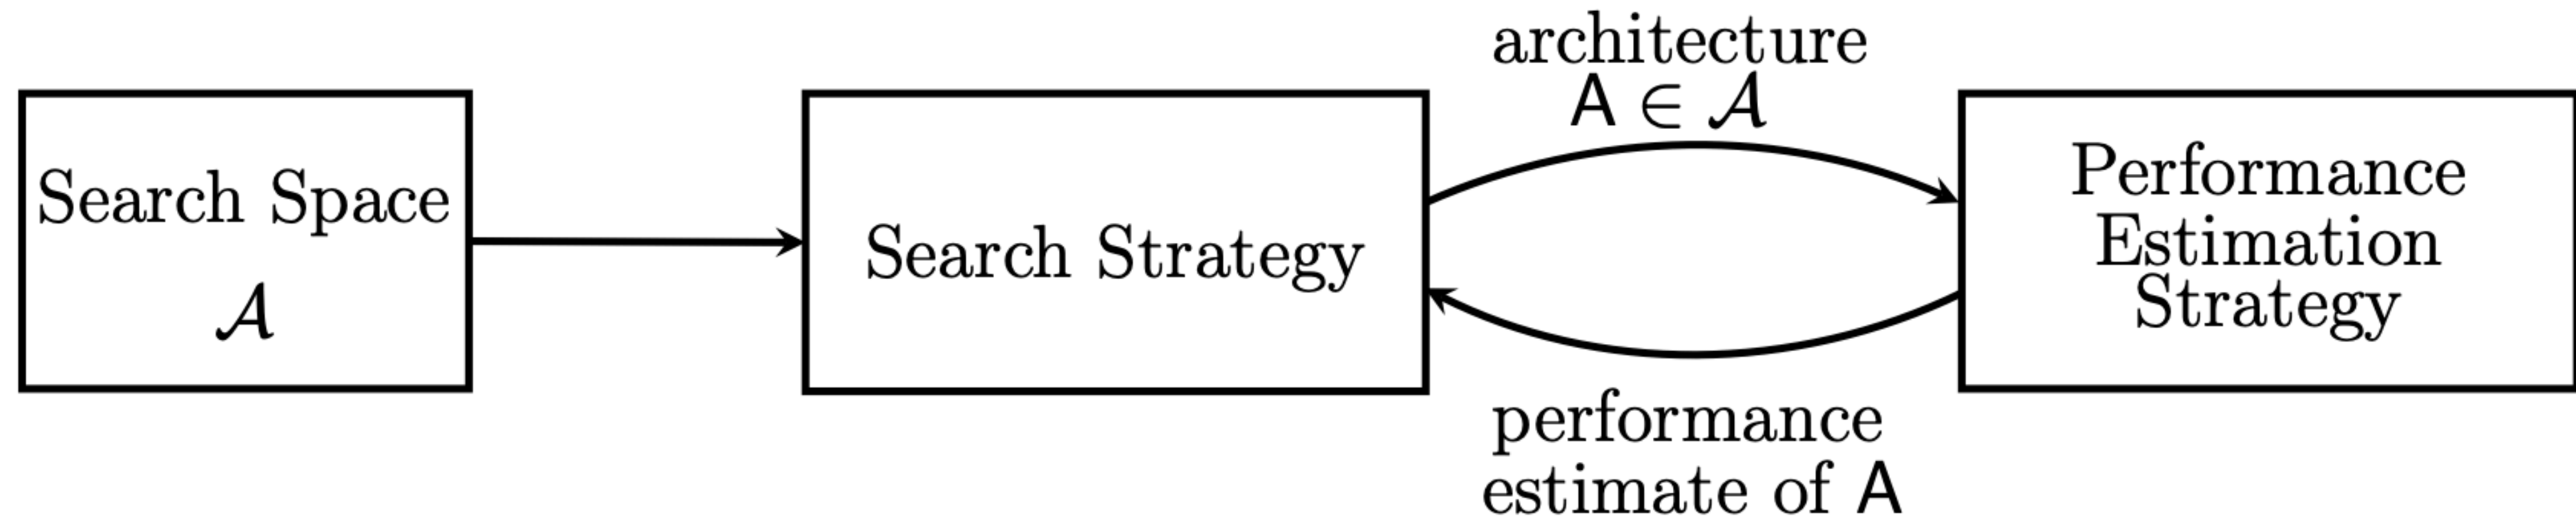 Search Space
𝒜
Search Strategy
architecture
A ∈ 𝒜
performance
estimate of A
Performance
Estimation
Strategy